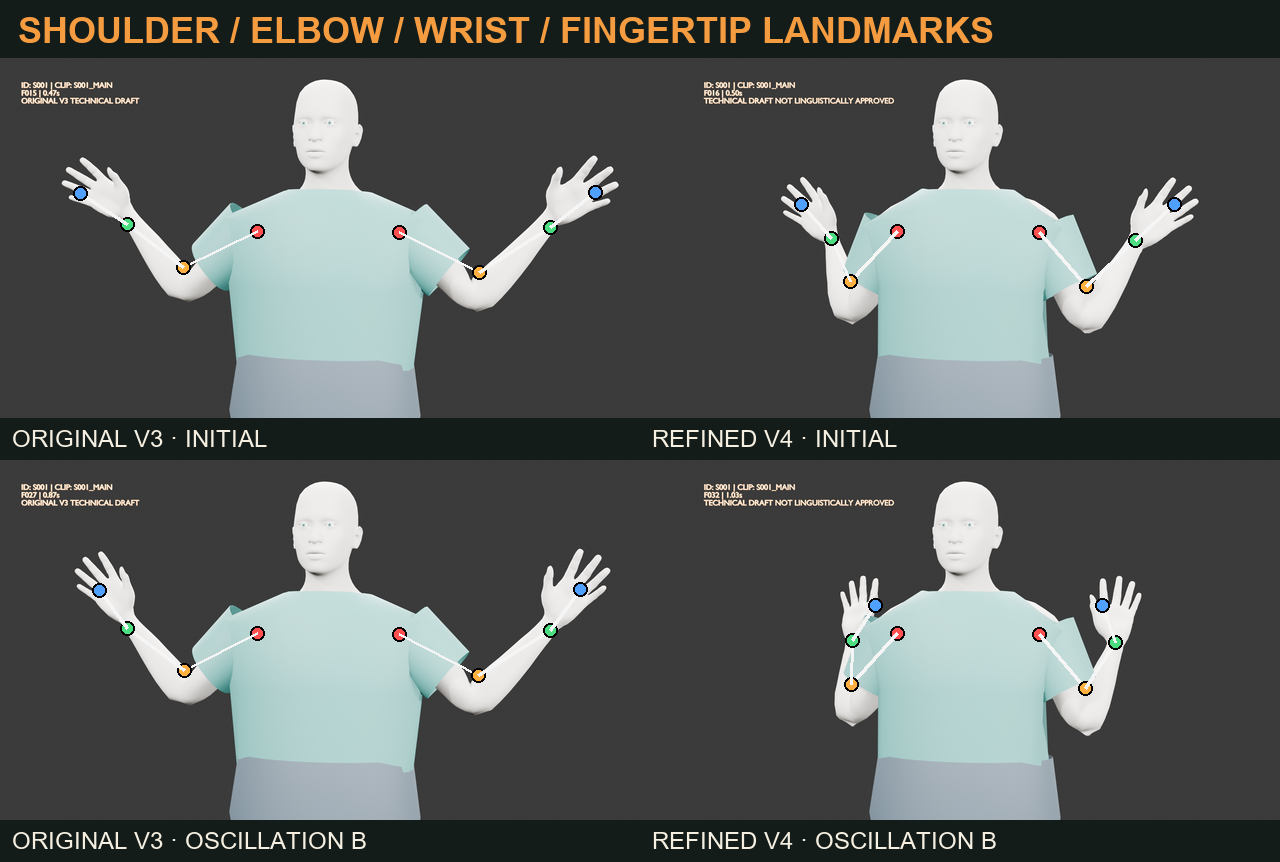 SHOULDER / ELBOW / WRIST / FINGERTIP LANDMARKS
ID: S001 | CLIP: S001_MAIN
F015 | 0.47s
ORIGINAL V3 TECHNICAL DRAFT
ID: S001 | CLIP: S001_MAIN
F016 | 0.50s
TECHNICAL DRAFT NOT LINGUISTICALLY APPROVED
ORIGINAL V3 · INITIAL
REFINED V4 · INITIAL
ID: S001 | CLIP: S001_MAIN
F027 | 0.87s
ORIGINAL V3 TECHNICAL DRAFT
ID: S001 | CLIP: S001_MAIN
F032 | 1.03s
TECHNICAL DRAFT NOT LINGUISTICALLY APPROVED
ORIGINAL V3 · OSCILLATION B
REFINED V4 · OSCILLATION B